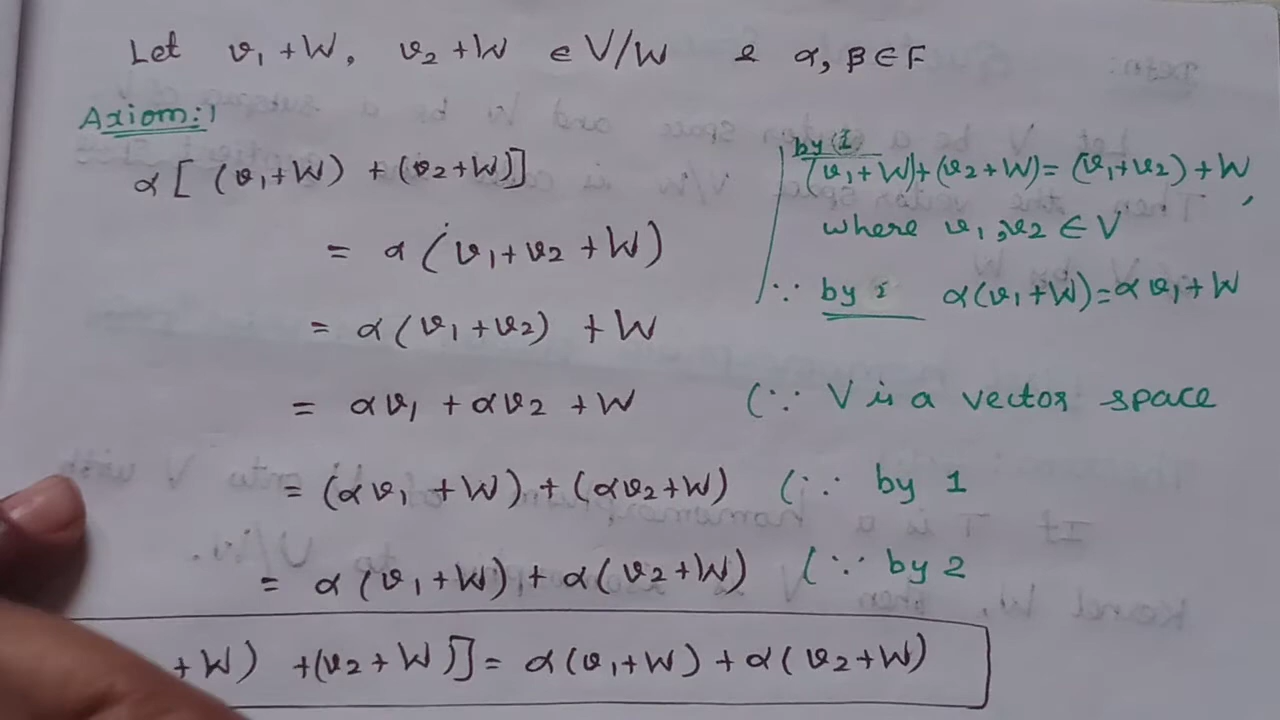 Let v₁ + W, v₂ + W ∈ V/W & α, β ∈ F
Axiom: 1
α [ (v₁+W) + (v₂+W)]
= α (v₁+v₂ +W)
= α (v₁+v₂) + W
= αv₁ + αv₂ + W (∵ V is a vector space
= (αv₁ + W) + (αv₂+W) (∵ by 1
= α (v₁+W) + α(v₂+W) (∵ by 2
+W) +(v₂+W)] = α(v₁+W) + α(v₂+W)
by 1
(v₁+W)+(v₂+W)= (v₁+v₂)+W,
where v₁,v₂ ∈ V
∵ by α(v₁+W)=αv₁+W